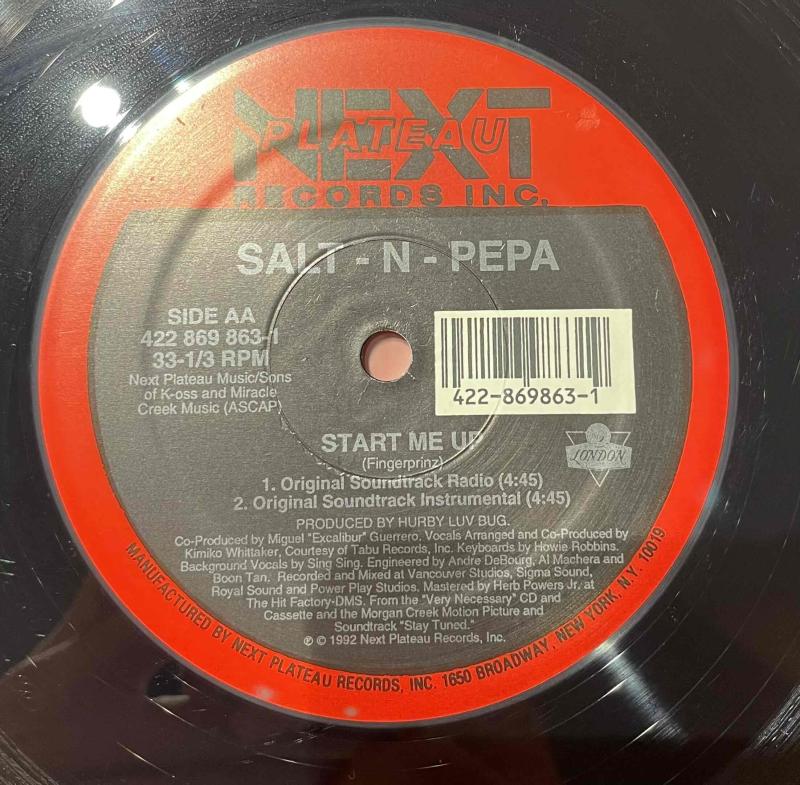 NEXT
PLATEAU
RECORDS INC.
SALT - N - PEPA
SIDE AA
422 869 863-1
33-1/3 RPM
Next Plateau Music/Sons
of K-oss and Miracle
Creek Music (ASCAP)
422-869863-1
START ME UP
(Fingerprinz)
LONDON
1. Original Soundtrack Radio (4:45)
2. Original Soundtrack Instrumental (4:45)
PRODUCED BY HURBY LUV BUG.
Co-Produced by Miguel "Excalibur" Guerrero. Vocals Arranged and Co-Produced by
Kimiko Whittaker, Courtesy of Tabu Records, Inc. Keyboards by Howie Robbins.
Background Vocals by Sing Sing. Engineered by Andre DeBourg, Al Machera and
Boon Tan. Recorded and Mixed at Vancouver Studios, Sigma Sound,
Royal Sound and Power Play Studios. Mastered by Herb Powers Jr. at
The Hit Factory-DMS. From the "Very Necessary" CD and
Cassette and the Morgan Creek Motion Picture and
Soundtrack "Stay Tuned."
℗ © 1992 Next Plateau Records, Inc.
MANUFACTURED BY NEXT PLATEAU RECORDS, INC. 1650 BROADWAY, NEW YORK, N.Y. 10019